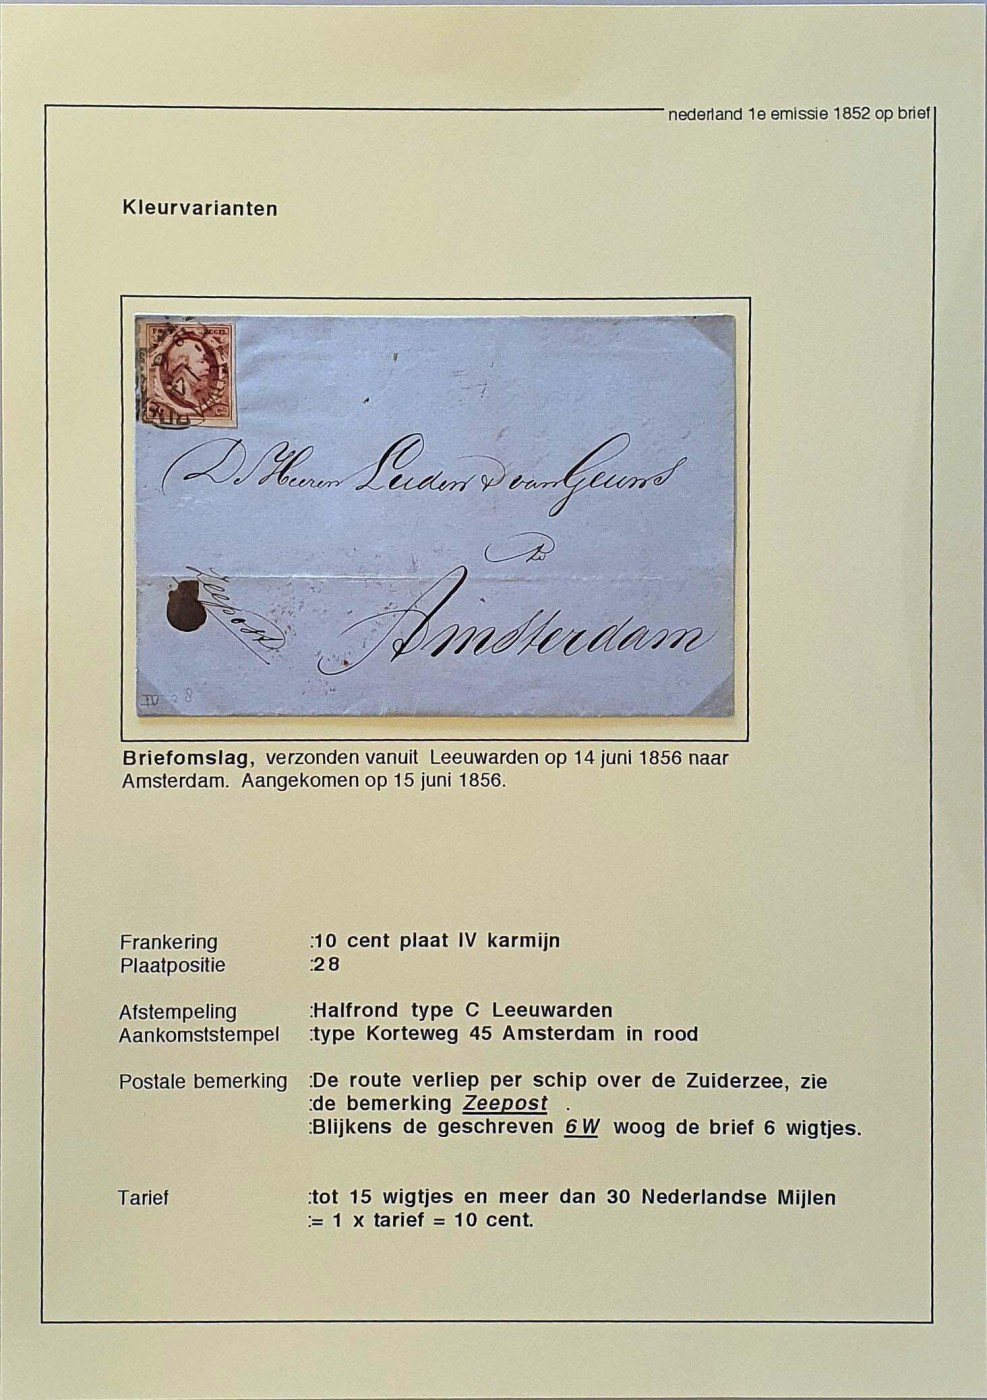 nederland 1e emissie 1852 op brief
Kleurvarianten
D Heeren Luden & van Geuns
te
Amsterdam
Zeepost
IV 28
Briefomslag, verzonden vanuit Leeuwarden op 14 juni 1856 naar
Amsterdam. Aangekomen op 15 juni 1856.
Frankering :10 cent plaat IV karmijn
Plaatpositie :28
Afstempeling :Halfrond type C Leeuwarden
Aankomststempel :type Korteweg 45 Amsterdam in rood
Postale bemerking :De route verliep per schip over de Zuiderzee, zie
:de bemerking Zeepost .
:Blijkens de geschreven 6W woog de brief 6 wigtjes.
Tarief :tot 15 wigtjes en meer dan 30 Nederlandse Mijlen
:= 1 x tarief = 10 cent.